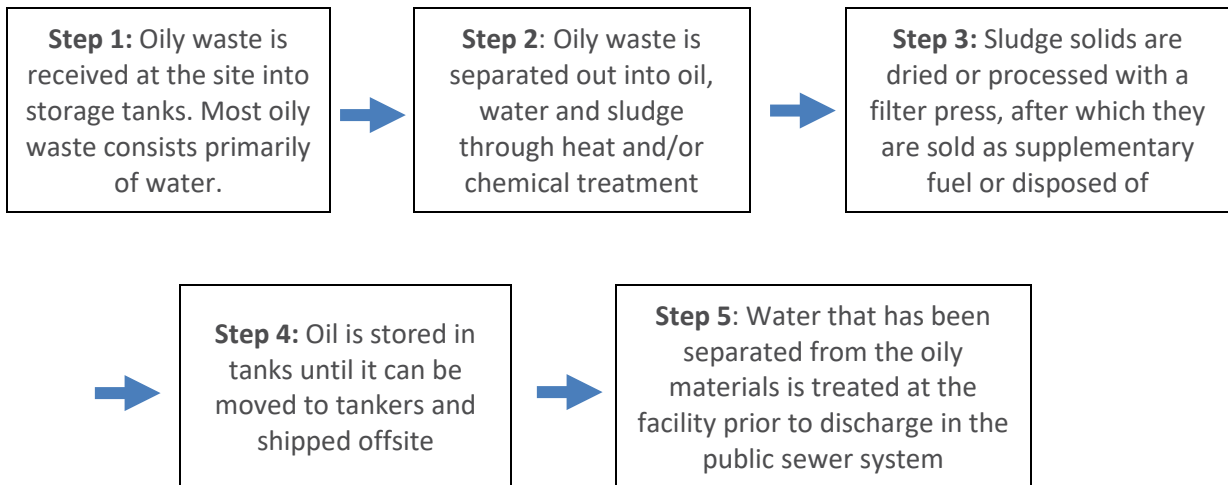 Step 1: Oily waste is
received at the site into
storage tanks. Most oily
waste consists primarily
of water.
Step 2: Oily waste is
separated out into oil,
water and sludge
through heat and/or
chemical treatment
Step 3: Sludge solids are
dried or processed with a
filter press, after which they
are sold as supplementary
fuel or disposed of
Step 4: Oil is stored in
tanks until it can be
moved to tankers and
shipped offsite
Step 5: Water that has been
separated from the oily
materials is treated at the
facility prior to discharge in the
public sewer system